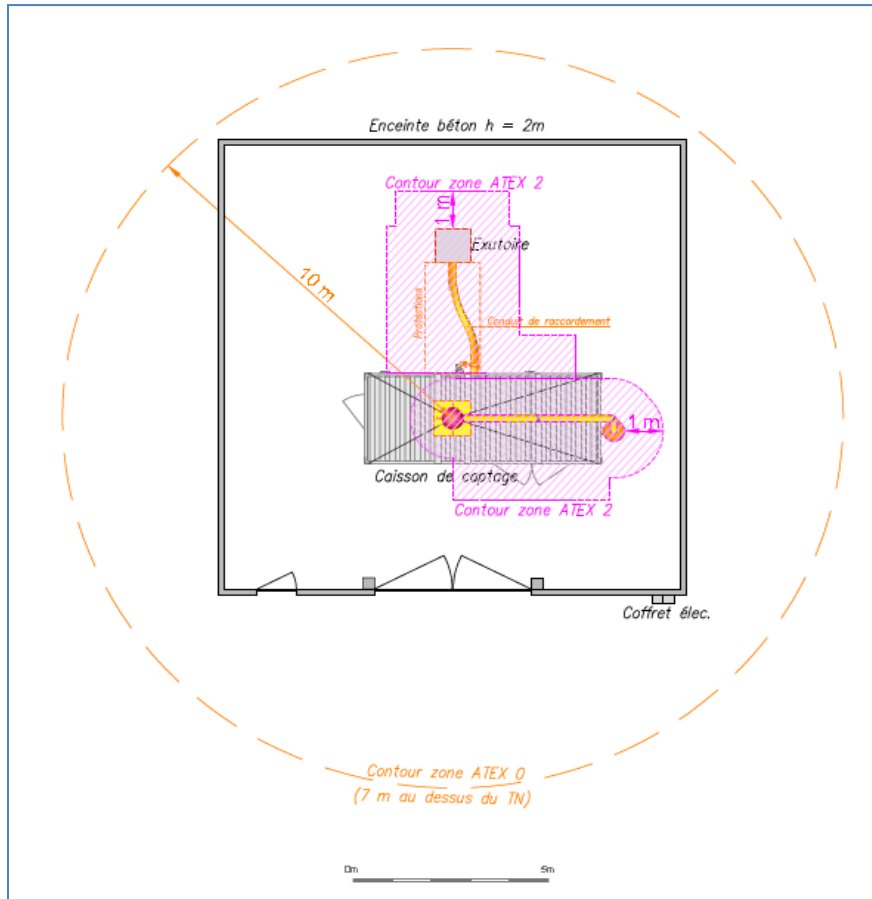 Enceinte béton h = 2m
Contour zone ATEX 2
1 m
Exutoire
10 m
Protections
Conduit de raccordement
1 m
Caisson de captage
Contour zone ATEX 2
Coffret élec.
Contour zone ATEX 0
(7 m au dessus du TN)
0m
5m